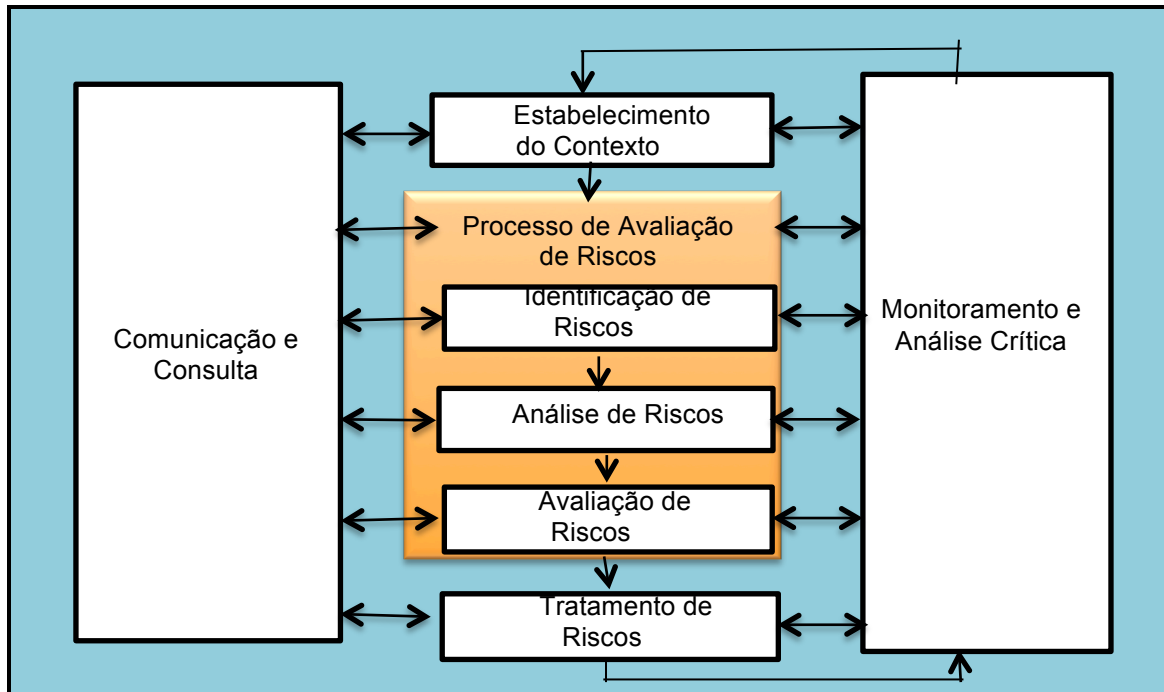 Comunicação e
Consulta
Estabelecimento
do Contexto
Processo de Avaliação
de Riscos
Identificação de
Riscos
Análise de Riscos
Avaliação de
Riscos
Tratamento de
Riscos
Monitoramento e
Análise Crítica